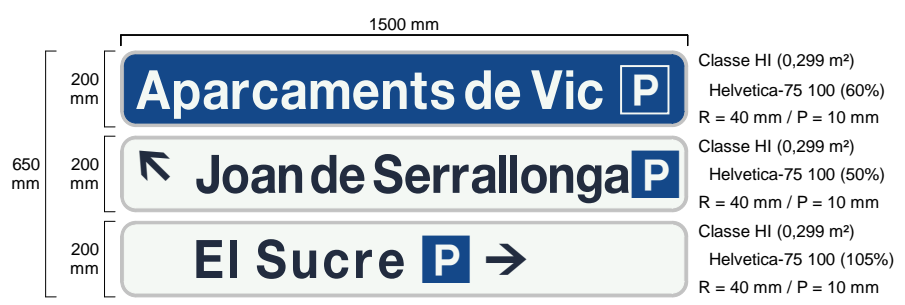 1500 mm
200 mm
Aparcaments de Vic P
Classe HI (0,299 m²)
Helvetica-75 100 (60%)
R = 40 mm / P = 10 mm
650 mm
200 mm
Joan de Serrallonga P
Classe HI (0,299 m²)
Helvetica-75 100 (50%)
R = 40 mm / P = 10 mm
200 mm
El Sucre P
Classe HI (0,299 m²)
Helvetica-75 100 (105%)
R = 40 mm / P = 10 mm